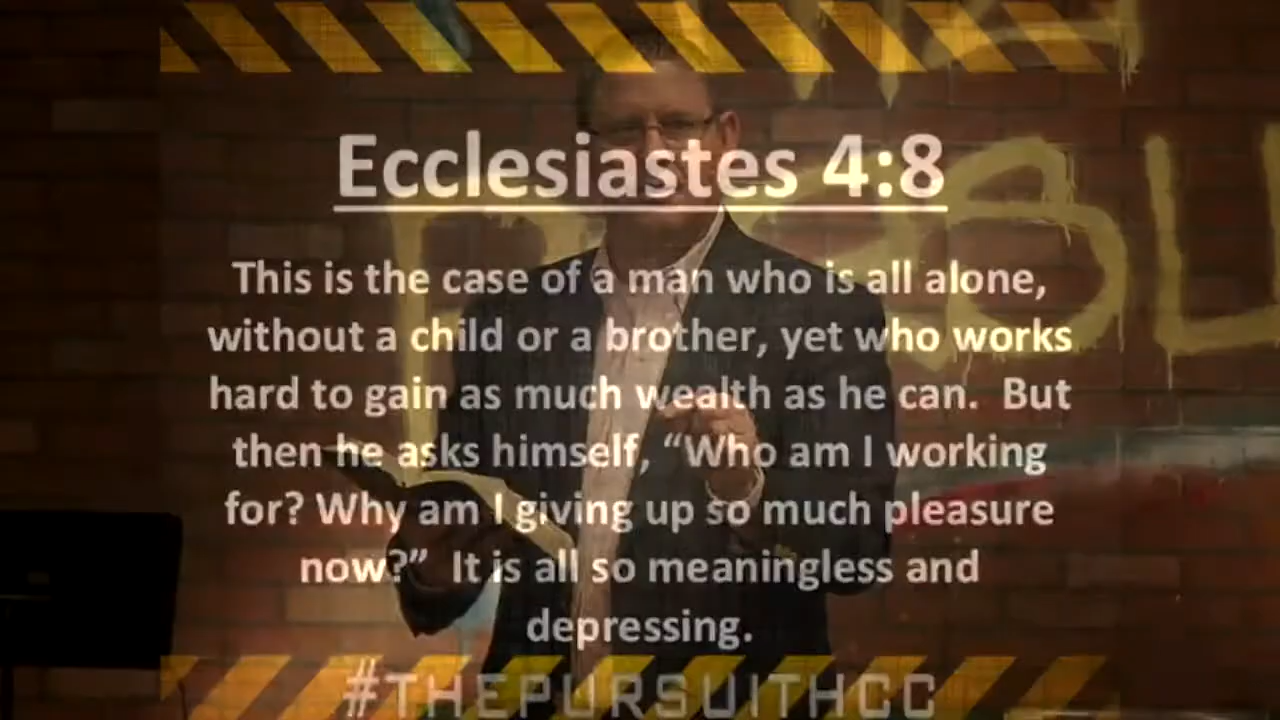 Ecclesiastes 4:8
This is the case of a man who is all alone,
without a child or a brother, yet who works
hard to gain as much wealth as he can.  But
then he asks himself, “Who am I working
for? Why am I giving up so much pleasure
now?”  It is all so meaningless and
depressing.
#THEPURSUITHCC